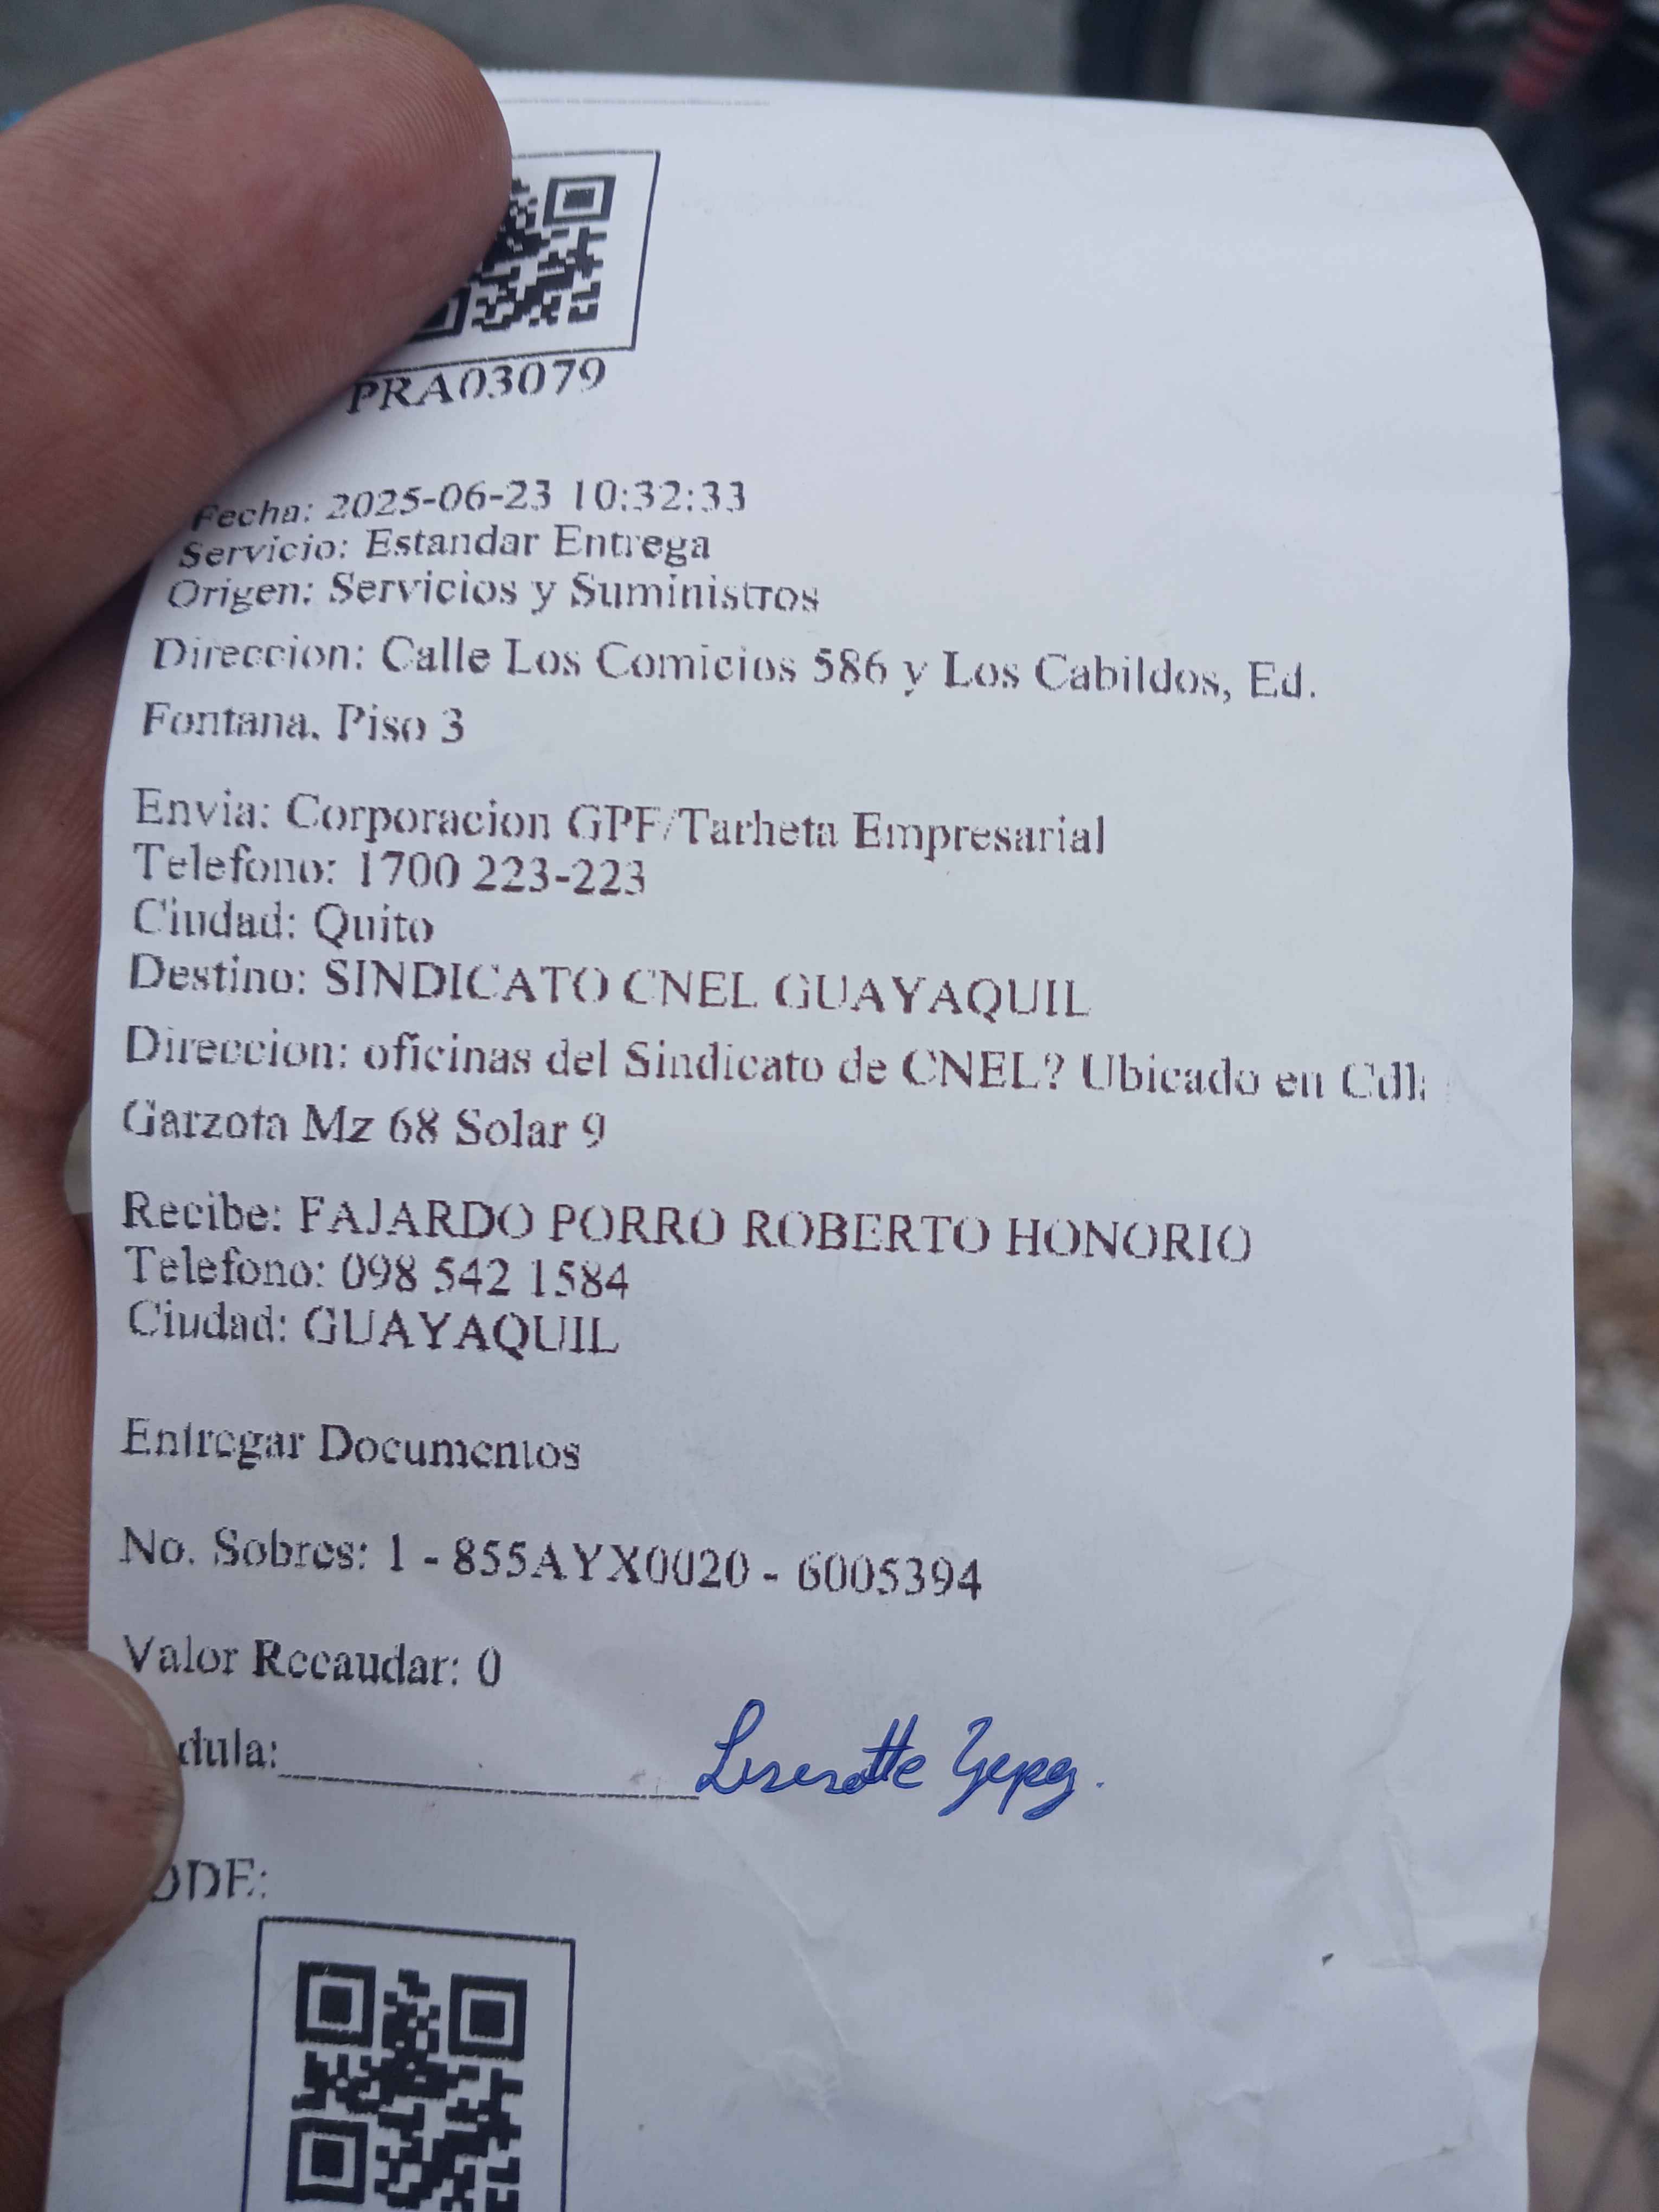 PRA03079
Fecha: 2025-06-23 10:32:33
Servicio: Estandar Entrega
Origen: Servicios y Suministros
Direccion: Calle Los Comicios 586 y Los Cabildos, Ed.
Fontana. Piso 3
Envia: Corporacion GPF/Tarheta Empresarial
Telefono: 1700 223-223
Ciudad: Quito
Destino: SINDICATO CNEL GUAYAQUIL
Direccion: oficinas del Sindicato de CNEL? Ubicado en
Garzota Mz 68 Solar 9
Recibe: FAJARDO PORRO ROBERTO HONORIO
Telefono: 098 542 1584
Ciudad: GUAYAQUIL
Entregar Documentos
No. Sobres: 1 - 855AYX0020 - 6005394
Valor Recaudar: 0
dula: